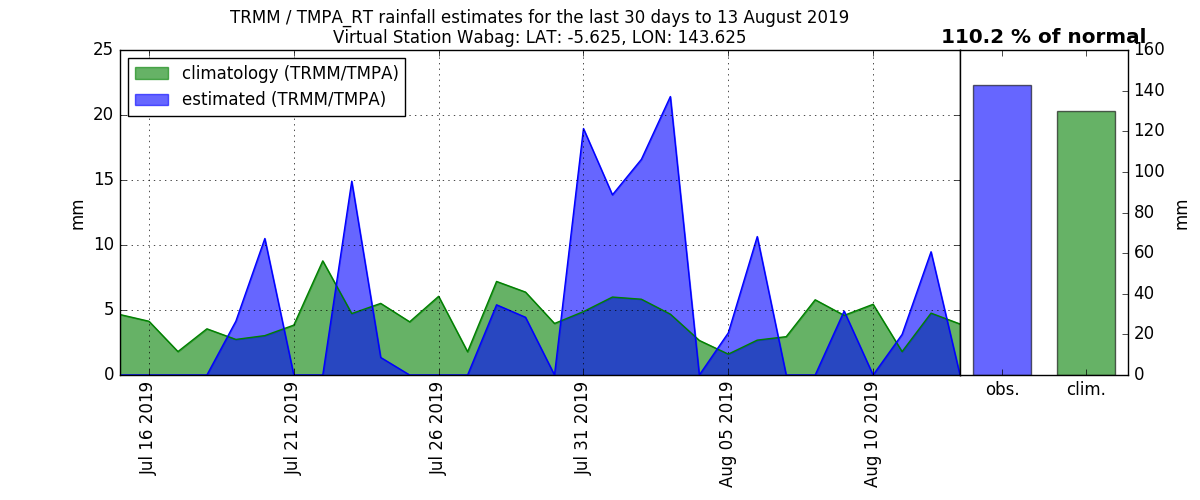 TRMM / TMPA_RT rainfall estimates for the last 30 days to 13 August 2019
Virtual Station Wabag: LAT: -5.625, LON: 143.625
110.2 % of normal
climatology (TRMM/TMPA)
estimated (TRMM/TMPA)
25
20
15
10
5
0
mm
Jul 16 2019
Jul 21 2019
Jul 26 2019
Jul 31 2019
Aug 05 2019
Aug 10 2019
obs.
clim.
160
140
120
100
80
60
40
20
0
mm